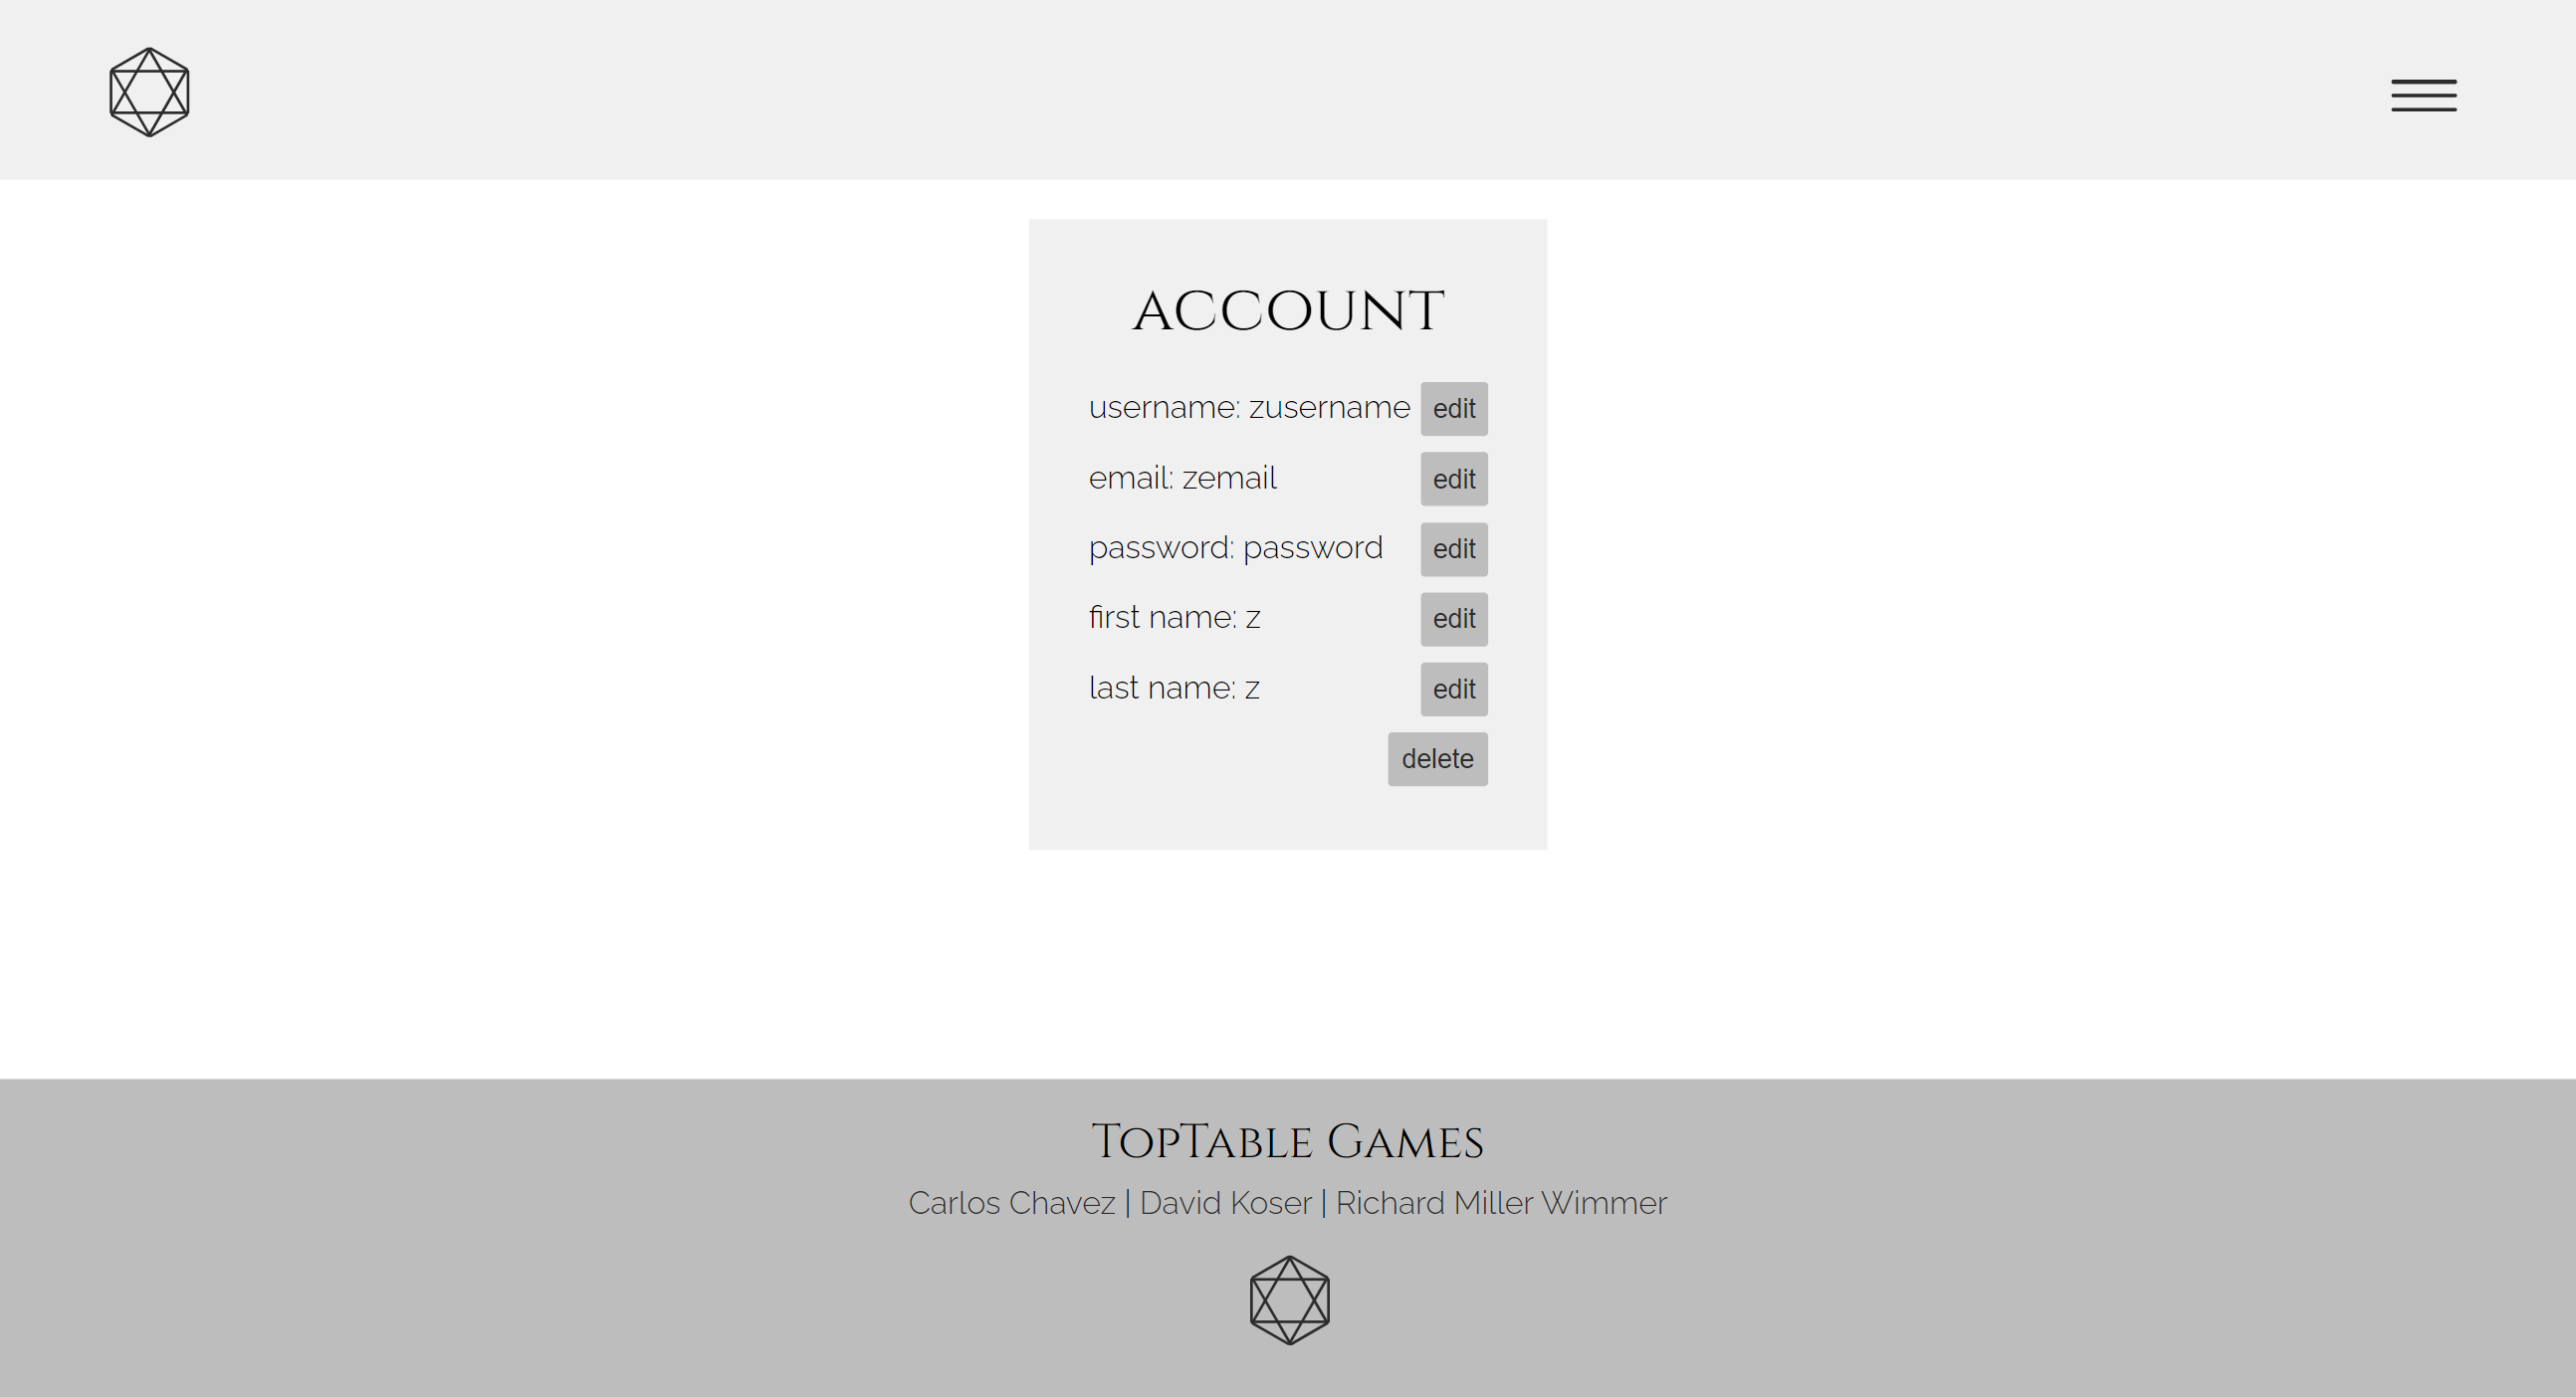 ACCOUNT
username: zusername edit
email: zemail edit
password: password edit
first name: z edit
last name: z edit
delete
TopTable Games
Carlos Chavez | David Koser | Richard Miller Wimmer